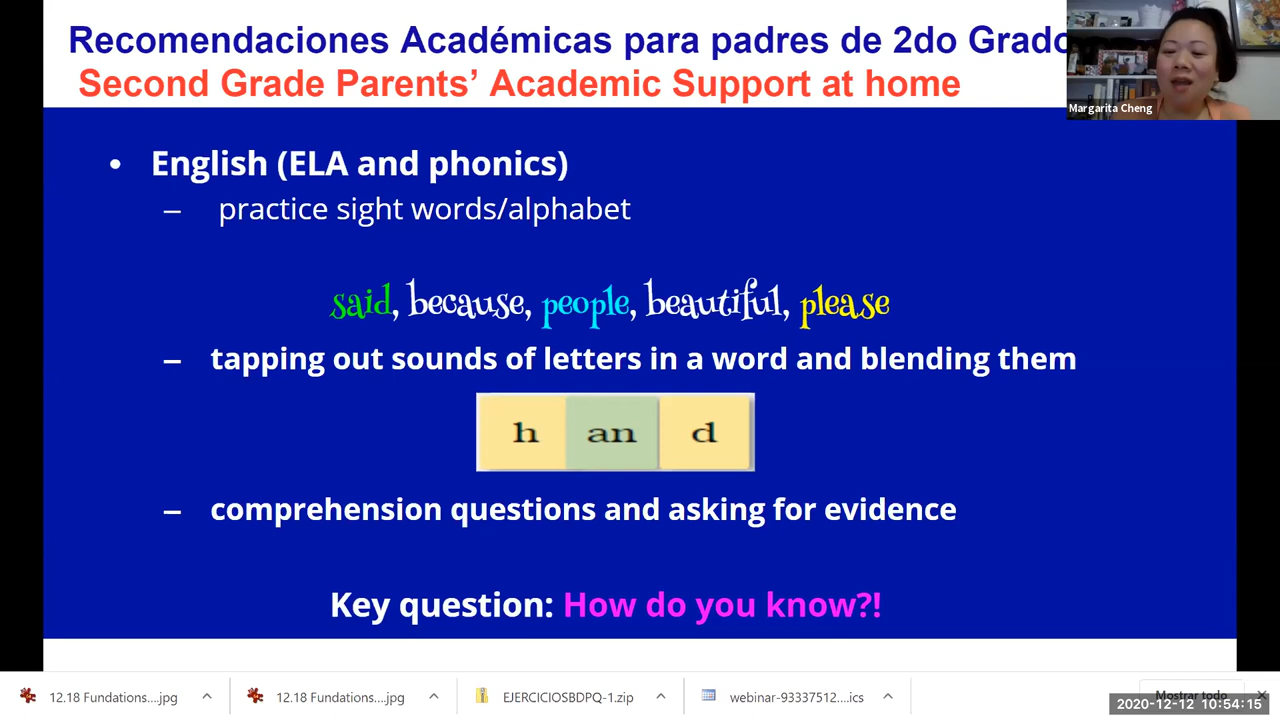 Recomendaciones Académicas para padres de 2do Grado
Second Grade Parents' Academic Support at home
Margarita Cheng
• English (ELA and phonics)
– practice sight words/alphabet
said, because, people, beautiful, please
– tapping out sounds of letters in a word and blending them
h an d
– comprehension questions and asking for evidence
Key question: How do you know?!
12.18 Fundations....jpg
12.18 Fundations....jpg
EJERCICIOSBDPQ-1.zip
webinar-93337512....ics
Mostrar todo
2020-12-12 10:54:15